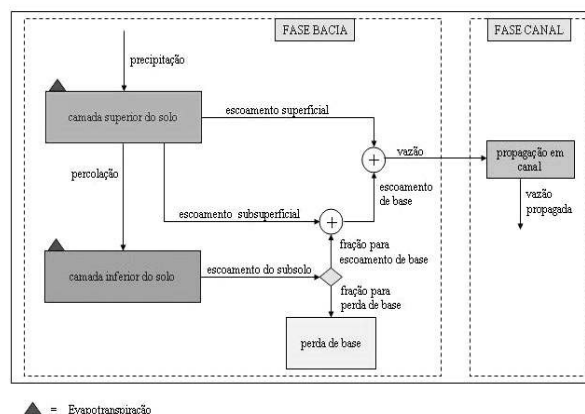 FASE BACIA
FASE CANAL
precipitação
camada superior do solo
escoamento superficial
vazão
propagação em
canal
percolação
escoamento
de base
vazão
propagada
escoamento subsuperficial
fração para
escoamento de base
camada inferior do solo
escoamento do subsolo
fração para
perda de base
perda de base
= Evapotranspiração